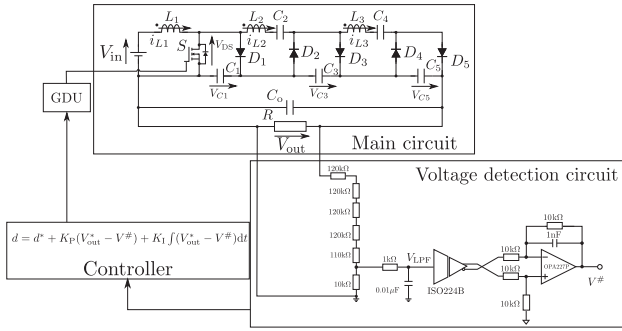 L1 L2 C2 L3 C4
iL1 S VDS iL2 iL3
Vin D1 D2 D3 D4 D5
C1 C3 C5
VC1 VC3 VC5
GDU
Co
R
Vout Main circuit
Voltage detection circuit
120kΩ
120kΩ
120kΩ
120kΩ
110kΩ
10kΩ
1kΩ VLPF
0.01μF
ISO224B
10kΩ
10kΩ
10kΩ
10kΩ
1nF
OPA227P
V#
d = d* + KP(V*out − V#) + KI ∫(V*out − V#)dt
Controller